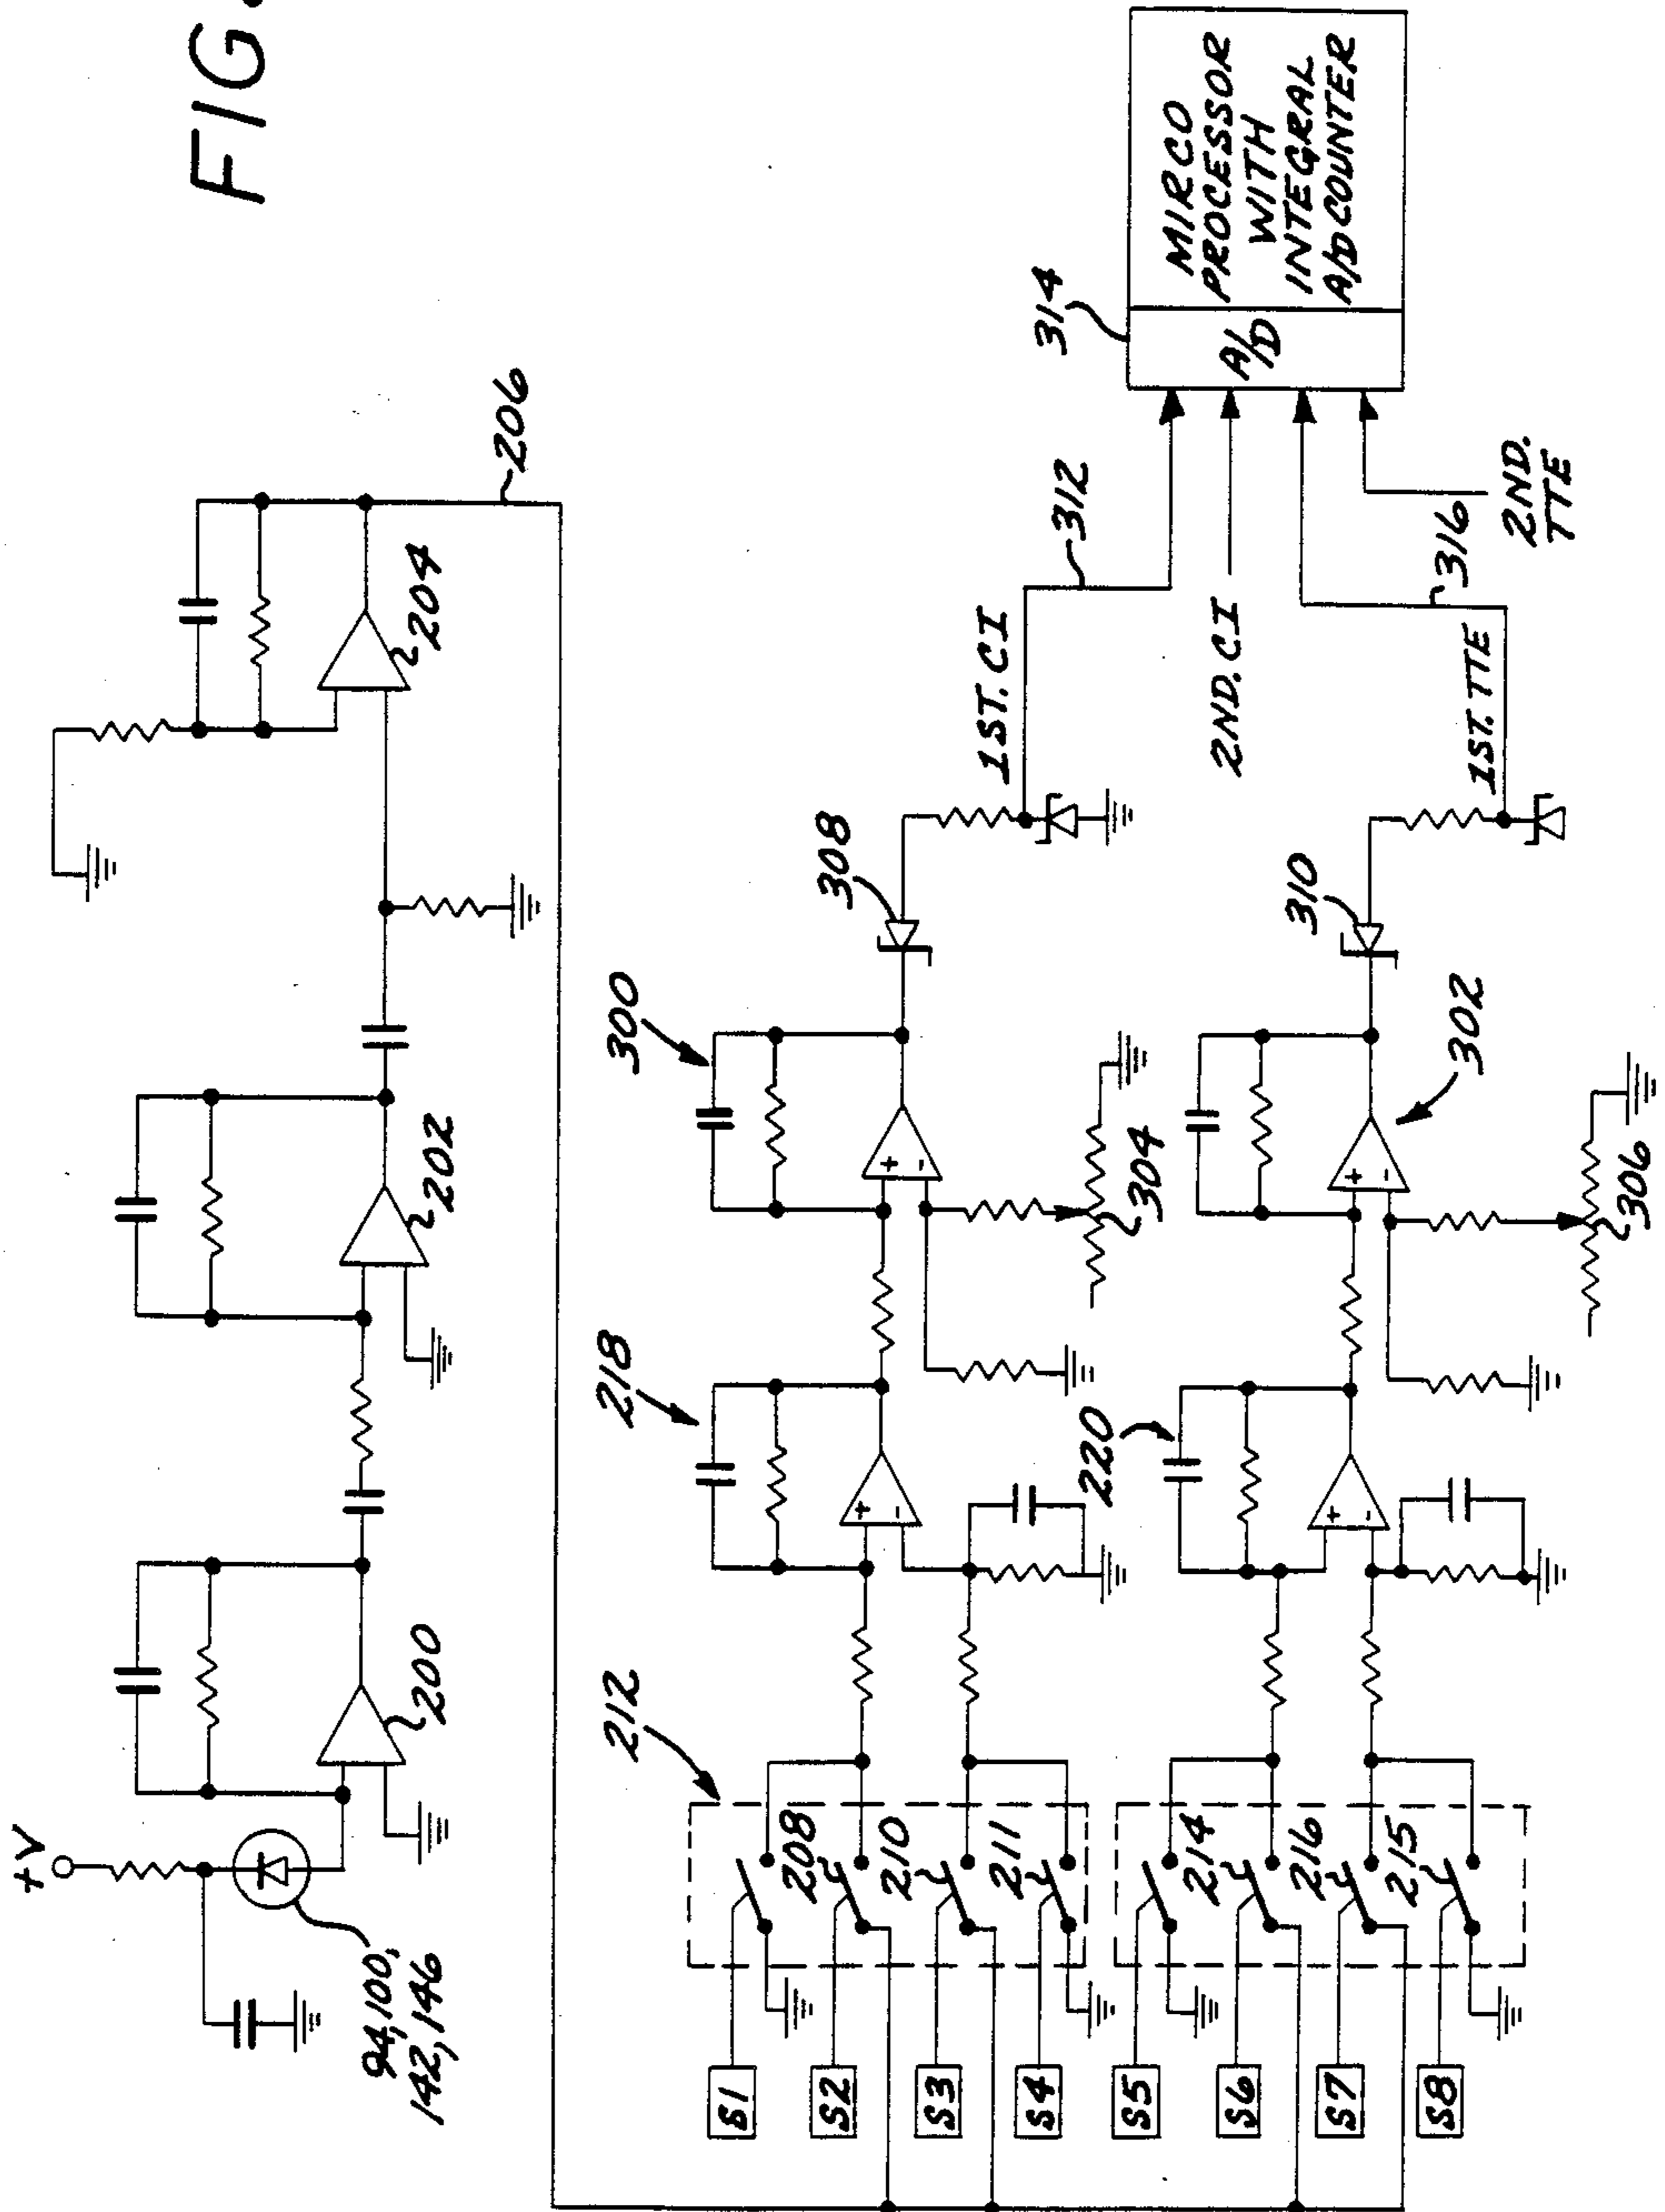 FIG.
+V
94, 100,
142, 146
200
202
204
206
212
218
300
308
1ST. CI
312
314
A/D
MIRCO
PROCESSOR
WITH
INTEGRAL
A/D COUNTER
S1
S2
S3
S4
208
210
211
304
2ND. CI
S5
S6
S7
S8
214
216
215
220
302
306
310
1ST. TTE
316
2ND.
TTE
+
-
+
-
+
-
+
-